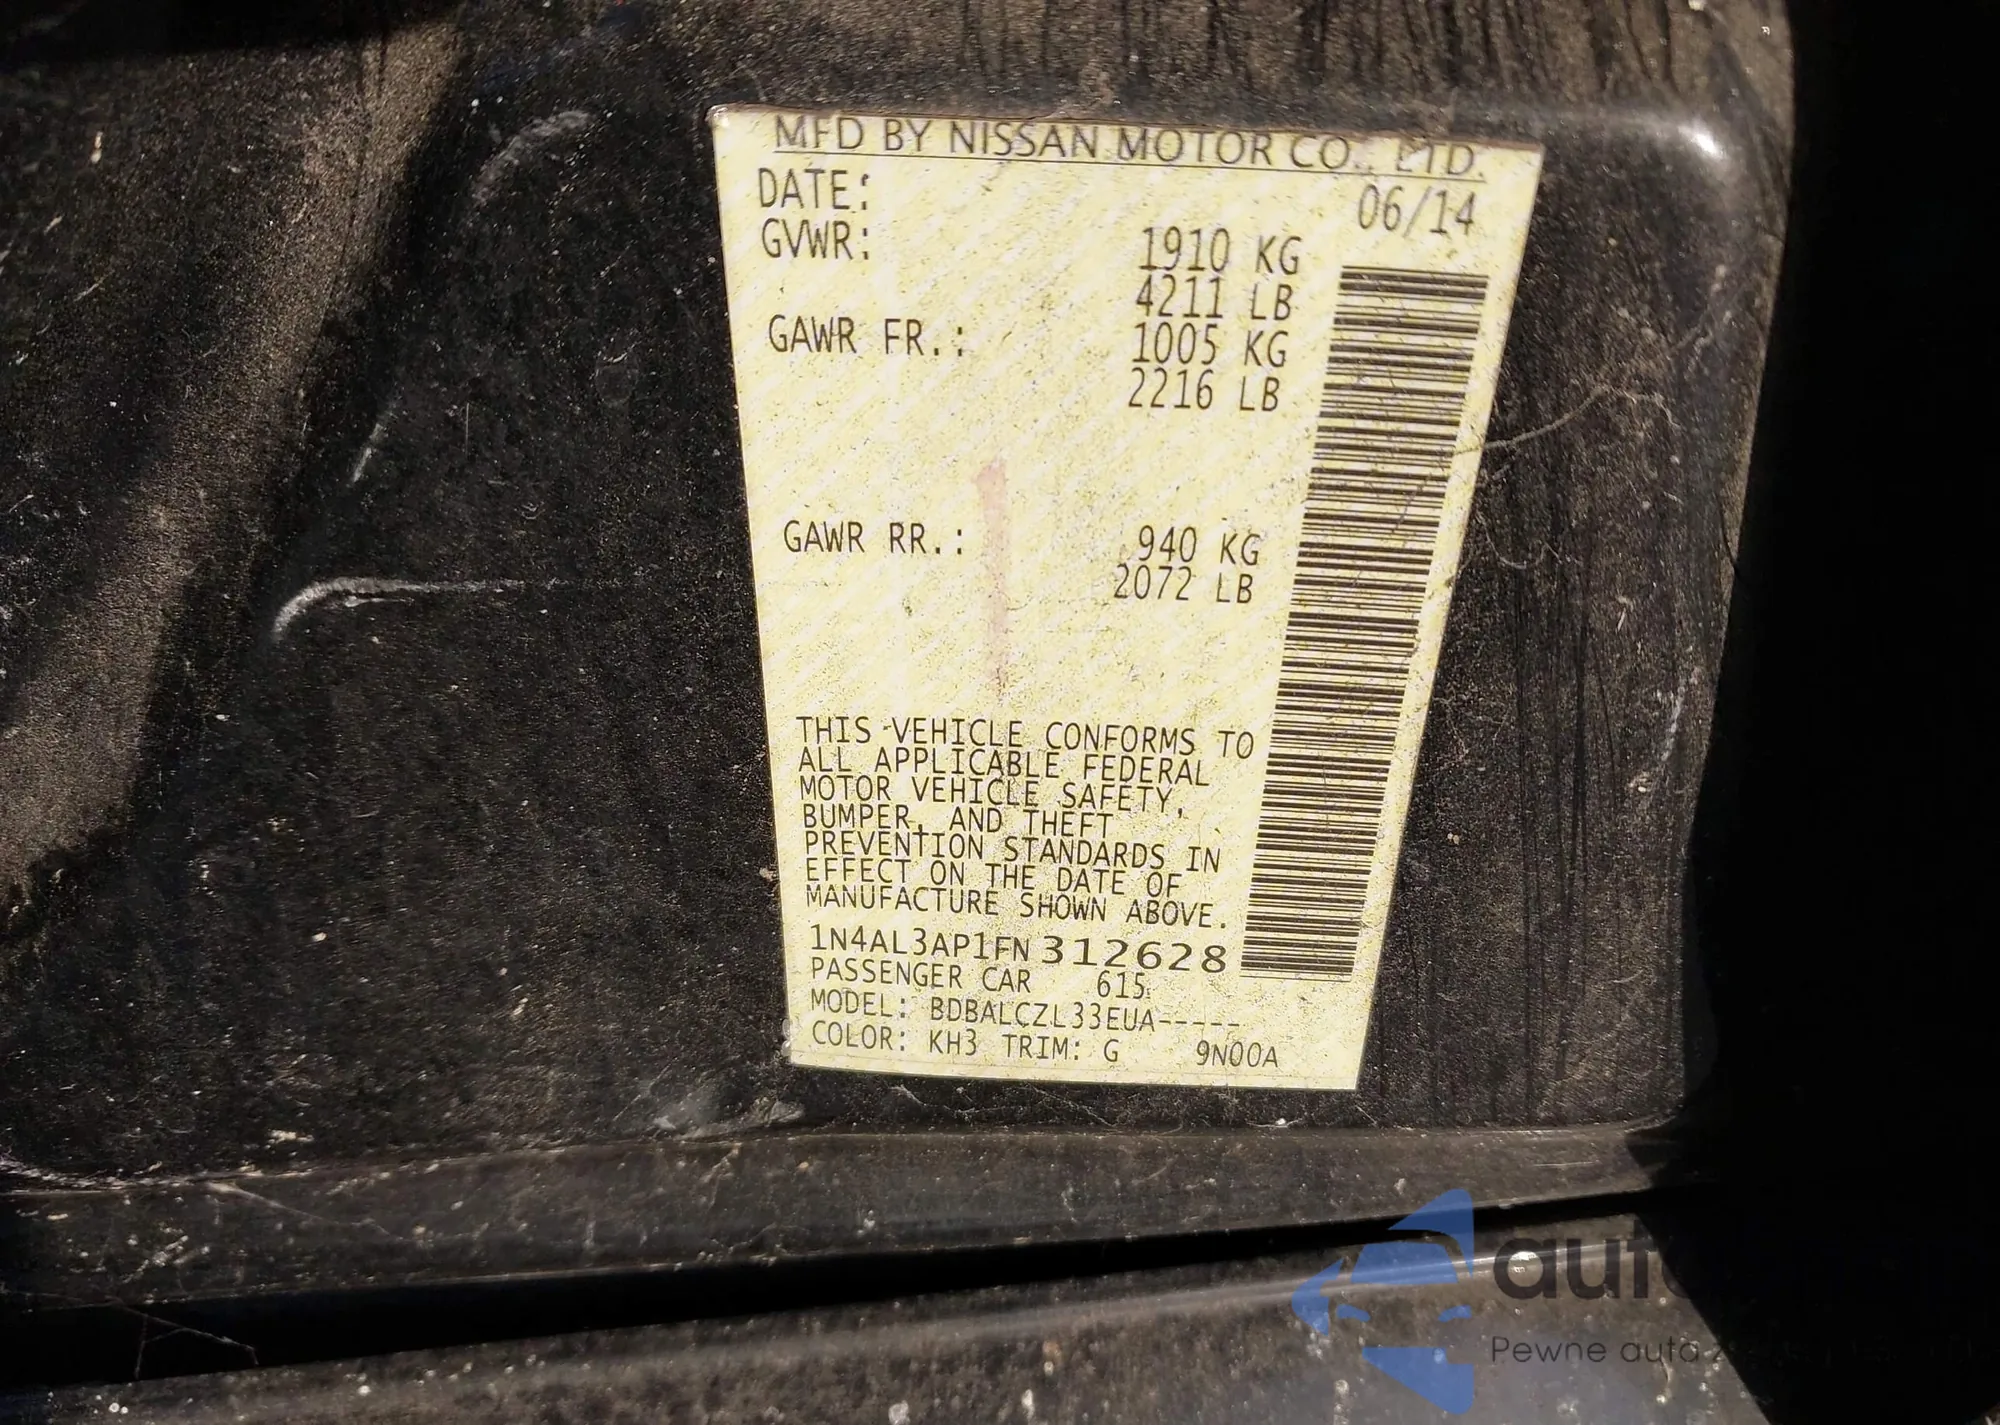 MFD BY NISSAN MOTOR CO., LTD.
DATE: 06/14
GVWR: 1910 KG
4211 LB
GAWR FR.: 1005 KG
2216 LB
GAWR RR.: 940 KG
2072 LB
THIS VEHICLE CONFORMS TO
ALL APPLICABLE FEDERAL
MOTOR VEHICLE SAFETY,
BUMPER, AND THEFT
PREVENTION STANDARDS IN
EFFECT ON THE DATE OF
MANUFACTURE SHOWN ABOVE.
1N4AL3AP1FN312628
PASSENGER CAR 615
MODEL: BDBALCZL33EUA-----
COLOR: KH3 TRIM: G 9N00A
Pewne auta